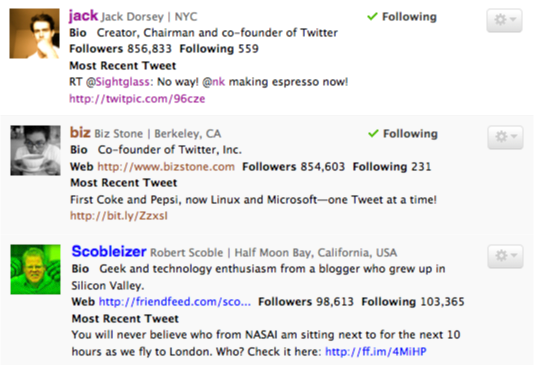 jack Jack Dorsey | NYC ✓ Following
Bio Creator, Chairman and co-founder of Twitter
Followers 856,833 Following 559
Most Recent Tweet
RT @Sightglass: No way! @nk making espresso now!
http://twitpic.com/96cze
biz Biz Stone | Berkeley, CA ✓ Following
Bio Co-founder of Twitter, Inc.
Web http://www.bizstone.com Followers 854,603 Following 231
Most Recent Tweet
First Coke and Pepsi, now Linux and Microsoft—one Tweet at a time!
http://bit.ly/ZzxsI
Scobleizer Robert Scoble | Half Moon Bay, California, USA
Bio Geek and technology enthusiasm from a blogger who grew up in
Silicon Valley.
Web http://friendfeed.com/sco... Followers 98,613 Following 103,365
Most Recent Tweet
You will never believe who from NASAI am sitting next to for the next 10
hours as we fly to London. Who? Check it here: http://ff.im/4MiHP